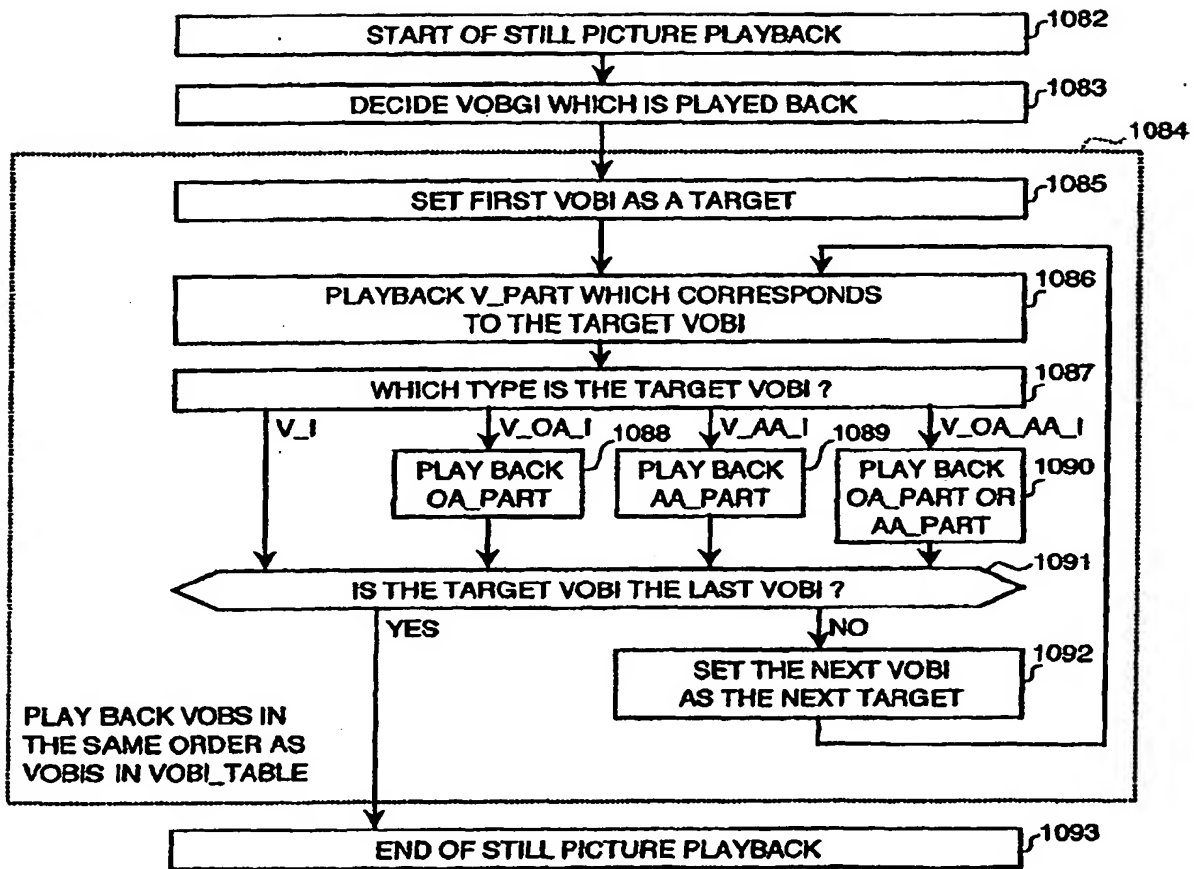 START OF STILL PICTURE PLAYBACK
1082
DECIDE VOBGI WHICH IS PLAYED BACK
1083
1084
SET FIRST VOBI AS A TARGET
1085
PLAYBACK V_PART WHICH CORRESPONDS
TO THE TARGET VOBI
1086
WHICH TYPE IS THE TARGET VOBI ?
1087
V_I
V_OA_I
V_AA_I
V_OA_AA_I
1088
PLAY BACK
OA_PART
1089
PLAY BACK
AA_PART
1090
PLAY BACK
OA_PART OR
AA_PART
IS THE TARGET VOBI THE LAST VOBI ?
1091
YES
NO
SET THE NEXT VOBI
AS THE NEXT TARGET
1092
PLAY BACK VOBS IN
THE SAME ORDER AS
VOBIS IN VOBI_TABLE
END OF STILL PICTURE PLAYBACK
1093